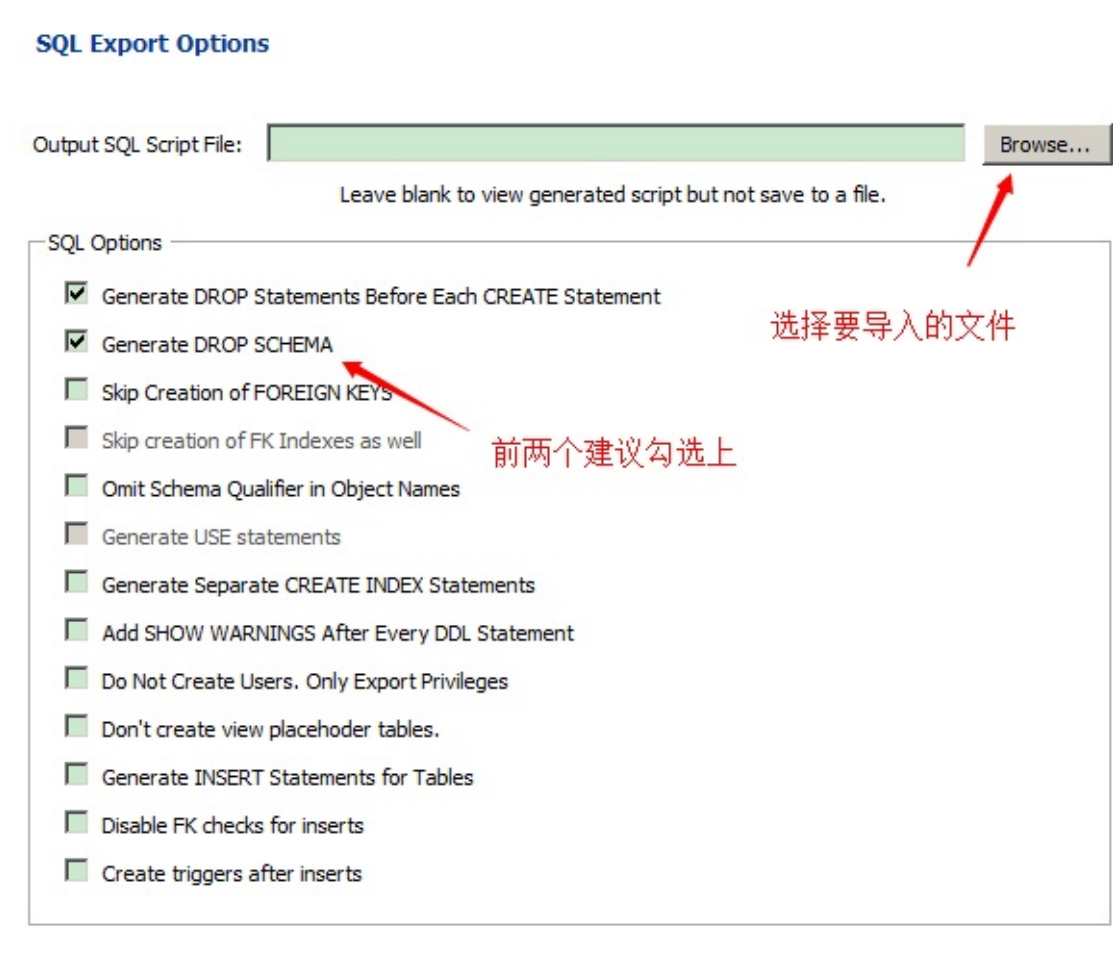 SQL Export Options
Output SQL Script File:
Browse...
Leave blank to view generated script but not save to a file.
SQL Options
Generate DROP Statements Before Each CREATE Statement
选择要导入的文件
Generate DROP SCHEMA
Skip Creation of FOREIGN KEYS
Skip creation of FK Indexes as well
前两个建议勾选上
Omit Schema Qualifier in Object Names
Generate USE statements
Generate Separate CREATE INDEX Statements
Add SHOW WARNINGS After Every DDL Statement
Do Not Create Users. Only Export Privileges
Don't create view placehoder tables.
Generate INSERT Statements for Tables
Disable FK checks for inserts
Create triggers after inserts